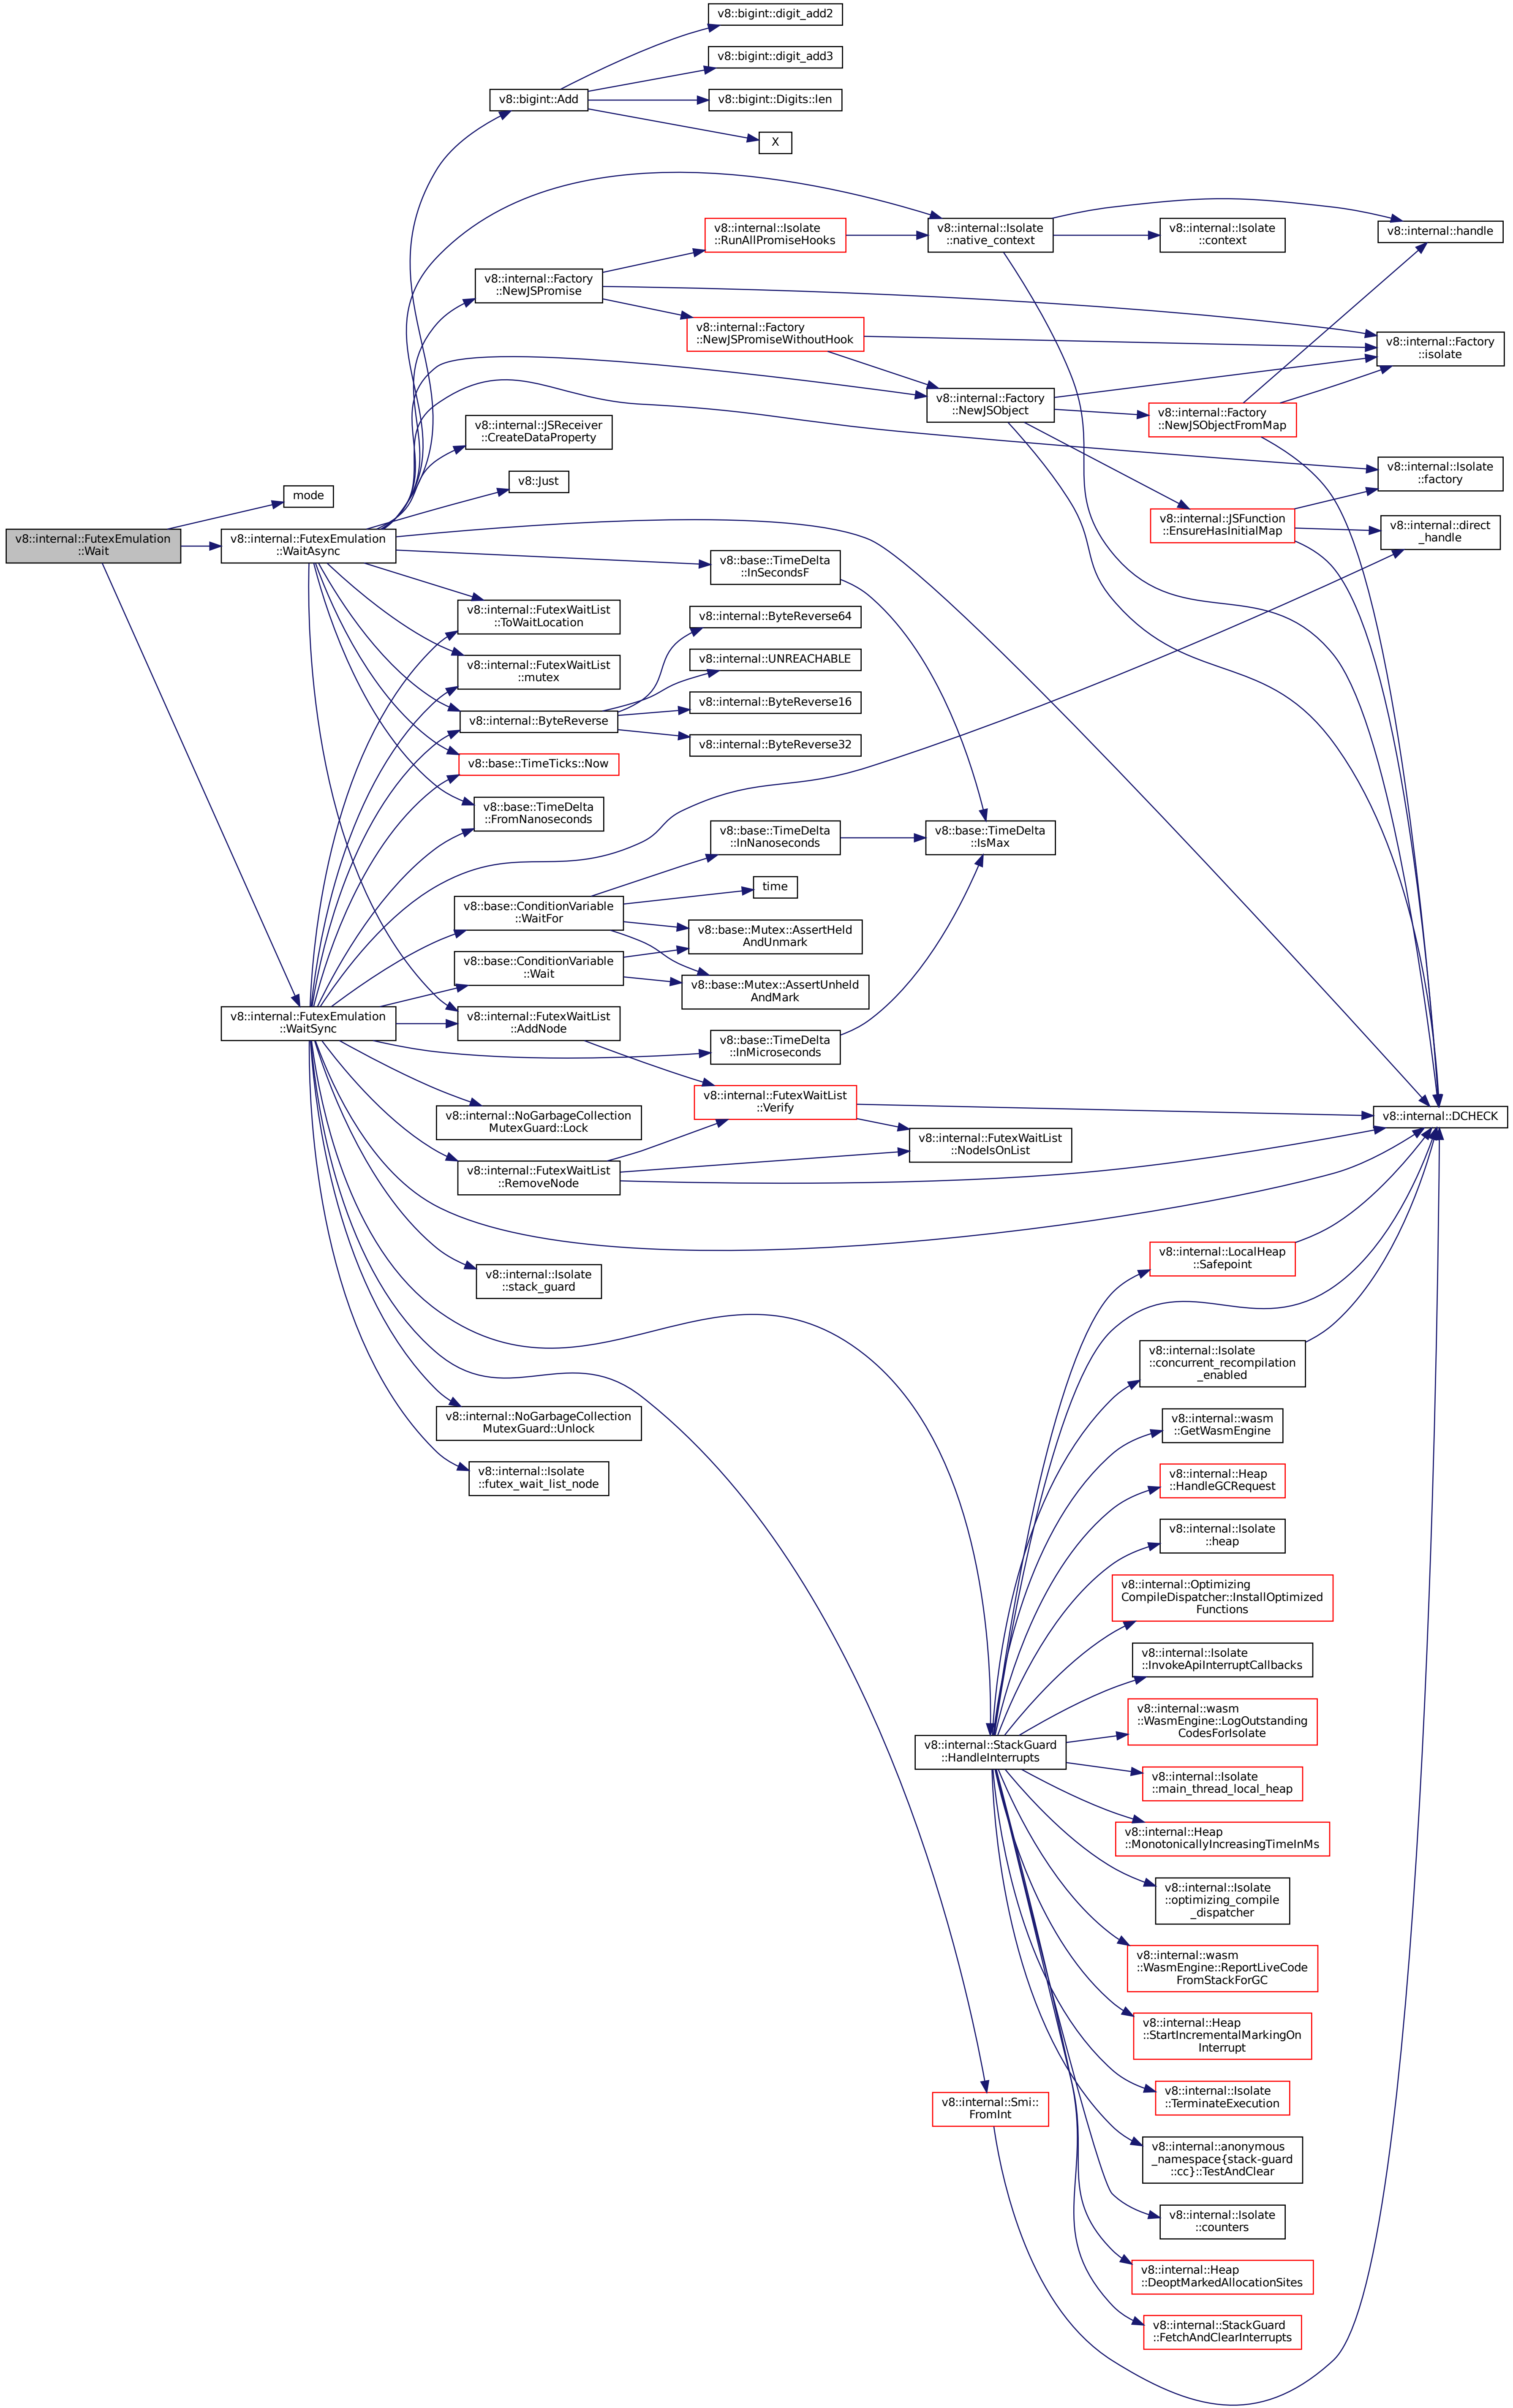 v8::internal::FutexEmulation
::Wait
mode
v8::internal::FutexEmulation
::WaitAsync
v8::internal::FutexEmulation
::WaitSync
v8::bigint::Add
v8::internal::Factory
::NewJSPromise
v8::internal::JSReceiver
::CreateDataProperty
v8::Just
v8::internal::FutexWaitList
::ToWaitLocation
v8::internal::FutexWaitList
::mutex
v8::internal::ByteReverse
v8::base::TimeTicks::Now
v8::base::TimeDelta
::FromNanoseconds
v8::base::ConditionVariable
::WaitFor
v8::base::ConditionVariable
::Wait
v8::internal::FutexWaitList
::AddNode
v8::internal::NoGarbageCollection
MutexGuard::Lock
v8::internal::FutexWaitList
::RemoveNode
v8::internal::Isolate
::stack_guard
v8::internal::NoGarbageCollection
MutexGuard::Unlock
v8::internal::Isolate
::futex_wait_list_node
v8::bigint::digit_add2
v8::bigint::digit_add3
v8::bigint::Digits::len
X
v8::internal::Isolate
::RunAllPromiseHooks
v8::internal::Factory
::NewJSPromiseWithoutHook
v8::base::TimeDelta
::InSecondsF
v8::internal::ByteReverse64
v8::internal::UNREACHABLE
v8::internal::ByteReverse16
v8::internal::ByteReverse32
v8::base::TimeDelta
::InNanoseconds
time
v8::base::Mutex::AssertHeld
AndUnmark
v8::base::Mutex::AssertUnheld
AndMark
v8::base::TimeDelta
::InMicroseconds
v8::internal::FutexWaitList
::Verify
v8::internal::Isolate
::native_context
v8::internal::Factory
::NewJSObject
v8::base::TimeDelta
::IsMax
v8::internal::FutexWaitList
::NodeIsOnList
v8::internal::StackGuard
::HandleInterrupts
v8::internal::Smi::
FromInt
v8::internal::Isolate
::context
v8::internal::Factory
::NewJSObjectFromMap
v8::internal::JSFunction
::EnsureHasInitialMap
v8::internal::LocalHeap
::Safepoint
v8::internal::Isolate
::concurrent_recompilation
_enabled
v8::internal::wasm
::GetWasmEngine
v8::internal::Heap
::HandleGCRequest
v8::internal::Isolate
::heap
v8::internal::Optimizing
CompileDispatcher::InstallOptimized
Functions
v8::internal::Isolate
::InvokeApiInterruptCallbacks
v8::internal::wasm
::WasmEngine::LogOutstanding
CodesForIsolate
v8::internal::Isolate
::main_thread_local_heap
v8::internal::Heap
::MonotonicallyIncreasingTimeInMs
v8::internal::Isolate
::optimizing_compile
_dispatcher
v8::internal::wasm
::WasmEngine::ReportLiveCode
FromStackForGC
v8::internal::Heap
::StartIncrementalMarkingOn
Interrupt
v8::internal::Isolate
::TerminateExecution
v8::internal::anonymous
_namespace{stack-guard
::cc}::TestAndClear
v8::internal::Isolate
::counters
v8::internal::Heap
::DeoptMarkedAllocationSites
v8::internal::StackGuard
::FetchAndClearInterrupts
v8::internal::handle
v8::internal::Factory
::isolate
v8::internal::Isolate
::factory
v8::internal::direct
_handle
v8::internal::DCHECK